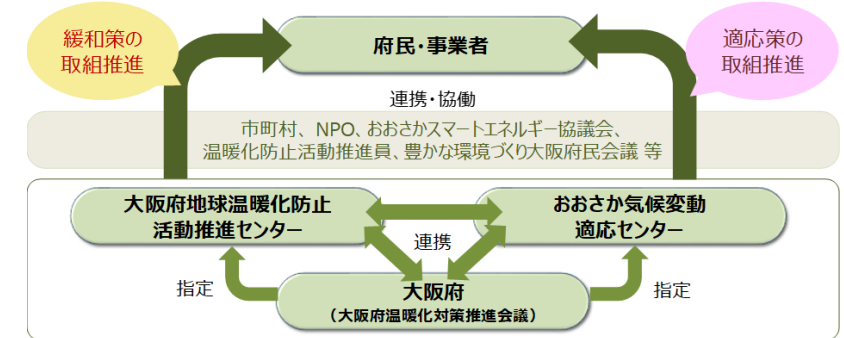 緩和策の
取組推進
府民・事業者
適応策の
取組推進
連携・協働
市町村、NPO、おおさかスマートエネルギー協議会、
温暖化防止活動推進員、豊かな環境づくり大阪府民会議 等
大阪府地球温暖化防止
活動推進センター
おおさか気候変動
適応センター
連携
指定
指定
大阪府
（大阪府温暖化対策推進会議）